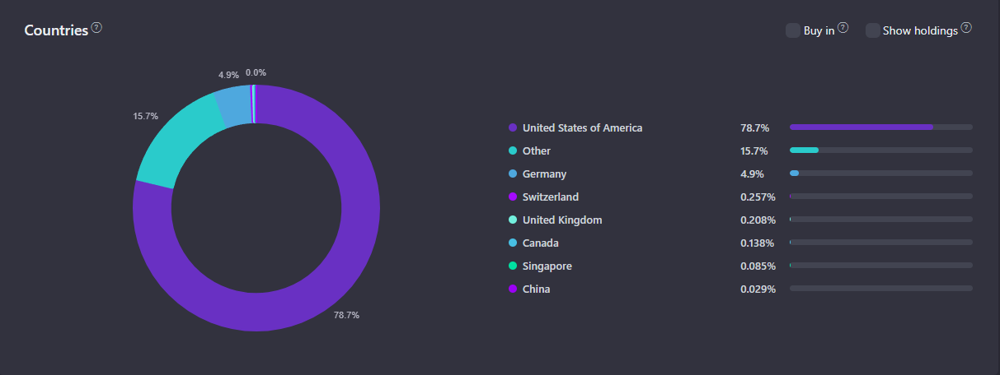 Countries ?
Buy in ? Show holdings ?
4.9% 0.0%
15.7%
78.7%
United States of America 78.7%
Other 15.7%
Germany 4.9%
Switzerland 0.257%
United Kingdom 0.208%
Canada 0.138%
Singapore 0.085%
China 0.029%